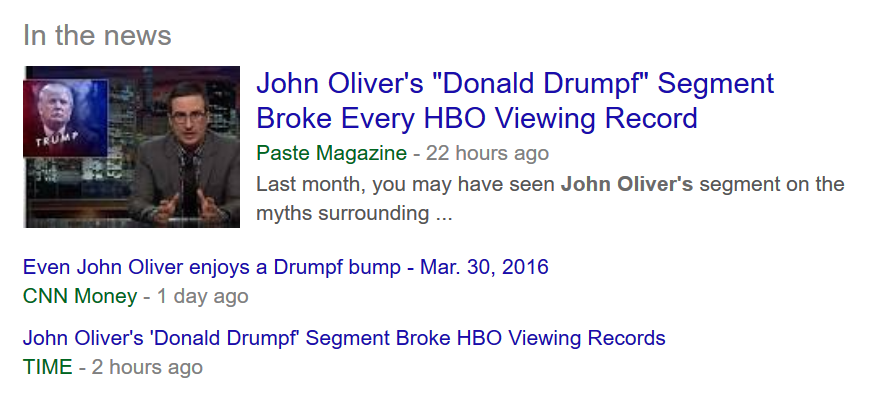 In the news
TRUMP
John Oliver's "Donald Drumpf" Segment
Broke Every HBO Viewing Record
Paste Magazine - 22 hours ago
Last month, you may have seen John Oliver's segment on the
myths surrounding ...
Even John Oliver enjoys a Drumpf bump - Mar. 30, 2016
CNN Money - 1 day ago
John Oliver's 'Donald Drumpf' Segment Broke HBO Viewing Records
TIME - 2 hours ago